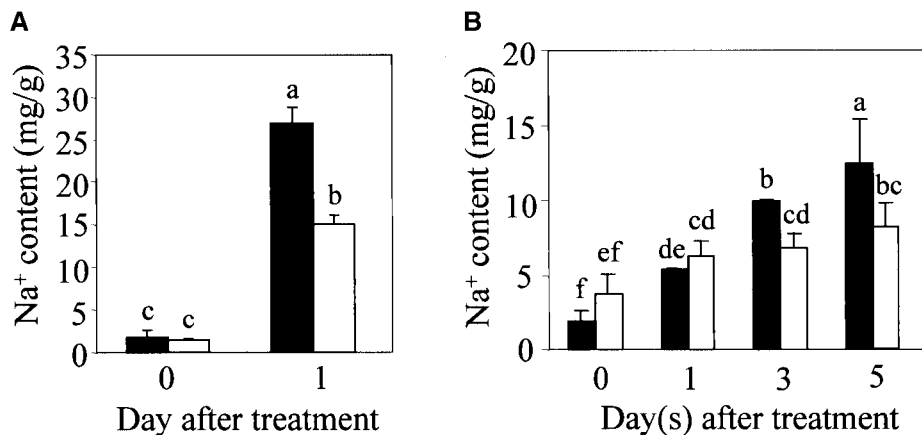 A
Na⁺ content (mg/g)
35
30
25
20
15
10
5
0
a
b
c c
0 1
Day after treatment
B
Na⁺ content (mg/g)
20
15
10
5
0
a
b
bc
cd
cd
de
ef
f
0 1 3 5
Day(s) after treatment